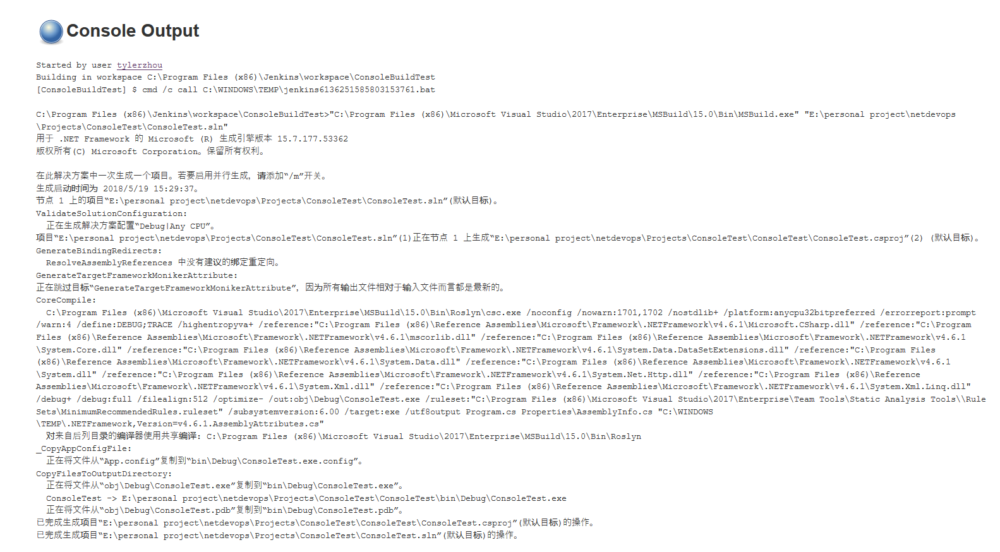 Console Output
Started by user tylerzhou
Building in workspace C:\Program Files (x86)\Jenkins\workspace\ConsoleBuildTest
[ConsoleBuildTest] $ cmd /c call C:\WINDOWS\TEMP\jenkins6136251585803153761.bat
C:\Program Files (x86)\Jenkins\workspace\ConsoleBuildTest>"C:\Program Files (x86)\Microsoft Visual Studio\2017\Enterprise\MSBuild\15.0\Bin\MSBuild.exe" "E:\personal project\netdevops
\Projects\ConsoleTest\ConsoleTest.sln"
用于 .NET Framework 的 Microsoft (R) 生成引擎版本 15.7.177.53362
版权所有(C) Microsoft Corporation。保留所有权利。
在此解决方案中一次生成一个项目。若要启用并行生成，请添加“/m”开关。
生成启动时间为 2018/5/19 15:29:37。
节点 1 上的项目“E:\personal project\netdevops\Projects\ConsoleTest\ConsoleTest.sln”(默认目标)。
ValidateSolutionConfiguration:
  正在生成解决方案配置“Debug|Any CPU”。
项目“E:\personal project\netdevops\Projects\ConsoleTest\ConsoleTest.sln”(1)正在节点 1 上生成“E:\personal project\netdevops\Projects\ConsoleTest\ConsoleTest\ConsoleTest.csproj”(2) (默认目标)。
GenerateBindingRedirects:
  ResolveAssemblyReferences 中没有建议的绑定重定向。
GenerateTargetFrameworkMonikerAttribute:
正在跳过目标“GenerateTargetFrameworkMonikerAttribute”，因为所有输出文件相对于输入文件而言都是最新的。
CoreCompile:
  C:\Program Files (x86)\Microsoft Visual Studio\2017\Enterprise\MSBuild\15.0\Bin\Roslyn\csc.exe /noconfig /nowarn:1701,1702 /nostdlib+ /platform:anycpu32bitpreferred /errorreport:prompt
/warn:4 /define:DEBUG;TRACE /highentropyva+ /reference:"C:\Program Files (x86)\Reference Assemblies\Microsoft\Framework\.NETFramework\v4.6.1\Microsoft.CSharp.dll" /reference:"C:\Program
Files (x86)\Reference Assemblies\Microsoft\Framework\.NETFramework\v4.6.1\mscorlib.dll" /reference:"C:\Program Files (x86)\Reference Assemblies\Microsoft\Framework\.NETFramework\v4.6.1
\System.Core.dll" /reference:"C:\Program Files (x86)\Reference Assemblies\Microsoft\Framework\.NETFramework\v4.6.1\System.Data.DataSetExtensions.dll" /reference:"C:\Program Files
(x86)\Reference Assemblies\Microsoft\Framework\.NETFramework\v4.6.1\System.Data.dll" /reference:"C:\Program Files (x86)\Reference Assemblies\Microsoft\Framework\.NETFramework\v4.6.1
\System.dll" /reference:"C:\Program Files (x86)\Reference Assemblies\Microsoft\Framework\.NETFramework\v4.6.1\System.Net.Http.dll" /reference:"C:\Program Files (x86)\Reference
Assemblies\Microsoft\Framework\.NETFramework\v4.6.1\System.Xml.dll" /reference:"C:\Program Files (x86)\Reference Assemblies\Microsoft\Framework\.NETFramework\v4.6.1\System.Xml.Linq.dll"
/debug+ /debug:full /filealign:512 /optimize- /out:obj\Debug\ConsoleTest.exe /ruleset:"C:\Program Files (x86)\Microsoft Visual Studio\2017\Enterprise\Team Tools\Static Analysis Tools\\Rule
Sets\MinimumRecommendedRules.ruleset" /subsystemversion:6.00 /target:exe /utf8output Program.cs Properties\AssemblyInfo.cs "C:\WINDOWS
\TEMP\.NETFramework,Version=v4.6.1.AssemblyAttributes.cs"
  对来自后列目录的编译器使用共享编译: C:\Program Files (x86)\Microsoft Visual Studio\2017\Enterprise\MSBuild\15.0\Bin\Roslyn
_CopyAppConfigFile:
  正在将文件从“App.config”复制到“bin\Debug\ConsoleTest.exe.config”。
CopyFilesToOutputDirectory:
  正在将文件从“obj\Debug\ConsoleTest.exe”复制到“bin\Debug\ConsoleTest.exe”。
  ConsoleTest -> E:\personal project\netdevops\Projects\ConsoleTest\ConsoleTest\bin\Debug\ConsoleTest.exe
  正在将文件从“obj\Debug\ConsoleTest.pdb”复制到“bin\Debug\ConsoleTest.pdb”。
已完成生成项目“E:\personal project\netdevops\Projects\ConsoleTest\ConsoleTest\ConsoleTest.csproj”(默认目标)的操作。
已完成生成项目“E:\personal project\netdevops\Projects\ConsoleTest\ConsoleTest.sln”(默认目标)的操作。